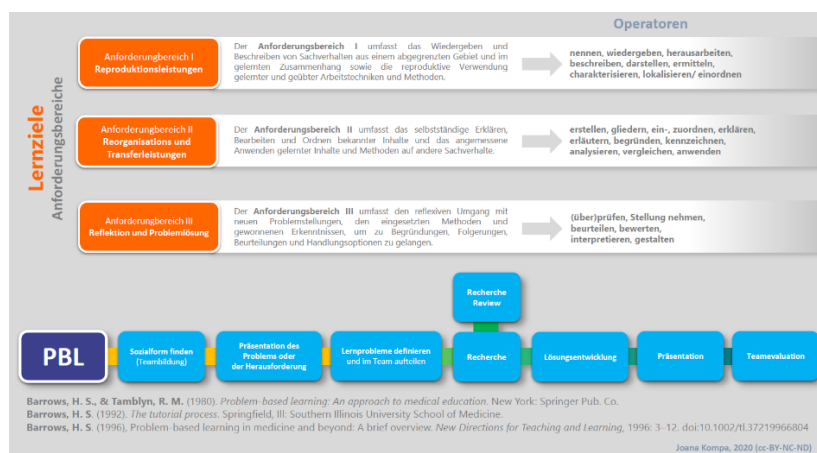 Operatoren
Lernziele
Anforderungsbereiche
Anforderungbereich I
Reproduktionsleistungen
Der Anforderungsbereich I umfasst das Wiedergeben und
Beschreiben von Sachverhalten aus einem abgegrenzten Gebiet und im
gelernten Zusammenhang sowie die reproduktive Verwendung
gelernter und geübter Arbeitstechniken und Methoden.
nennen, wiedergeben, herausarbeiten,
beschreiben, darstellen, ermitteln,
charakterisieren, lokalisieren/ einordnen
Anforderungbereich II
Reorganisations und
Transferleistungen
Der Anforderungsbereich II umfasst das selbstständige Erklären,
Bearbeiten und Ordnen bekannter Inhalte und das angemessene
Anwenden gelernter Inhalte und Methoden auf andere Sachverhalte.
erstellen, gliedern, ein-, zuordnen, erklären,
erläutern, begründen, kennzeichnen,
analysieren, vergleichen, anwenden
Anforderungbereich III
Reflektion und Problemlösung
Der Anforderungsbereich III umfasst den reflexiven Umgang mit
neuen Problemstellungen, den eingesetzten Methoden und
gewonnenen Erkenntnissen, um zu Begründungen, Folgerungen,
Beurteilungen und Handlungsoptionen zu gelangen.
(über)prüfen, Stellung nehmen,
beurteilen, bewerten,
interpretieren, gestalten
Recherche
Review
PBL
Sozialform finden
(Teambildung)
Präsentation des
Problems oder
der Herausforderung
Lernprobleme definieren
und im Team aufteilen
Recherche
Lösungsentwicklung
Präsentation
Teamevaluation
Barrows, H. S., & Tamblyn, R. M. (1980). Problem-based learning: An approach to medical education. New York: Springer Pub. Co.
Barrows, H. S. (1992). The tutorial process. Springfield, Ill: Southern Illinois University School of Medicine.
Barrows, H. S. (1996), Problem-based learning in medicine and beyond: A brief overview. New Directions for Teaching and Learning, 1996: 3–12. doi:10.1002/tl.37219966804
Joana Kompa, 2020 (cc-BY-NC-ND)